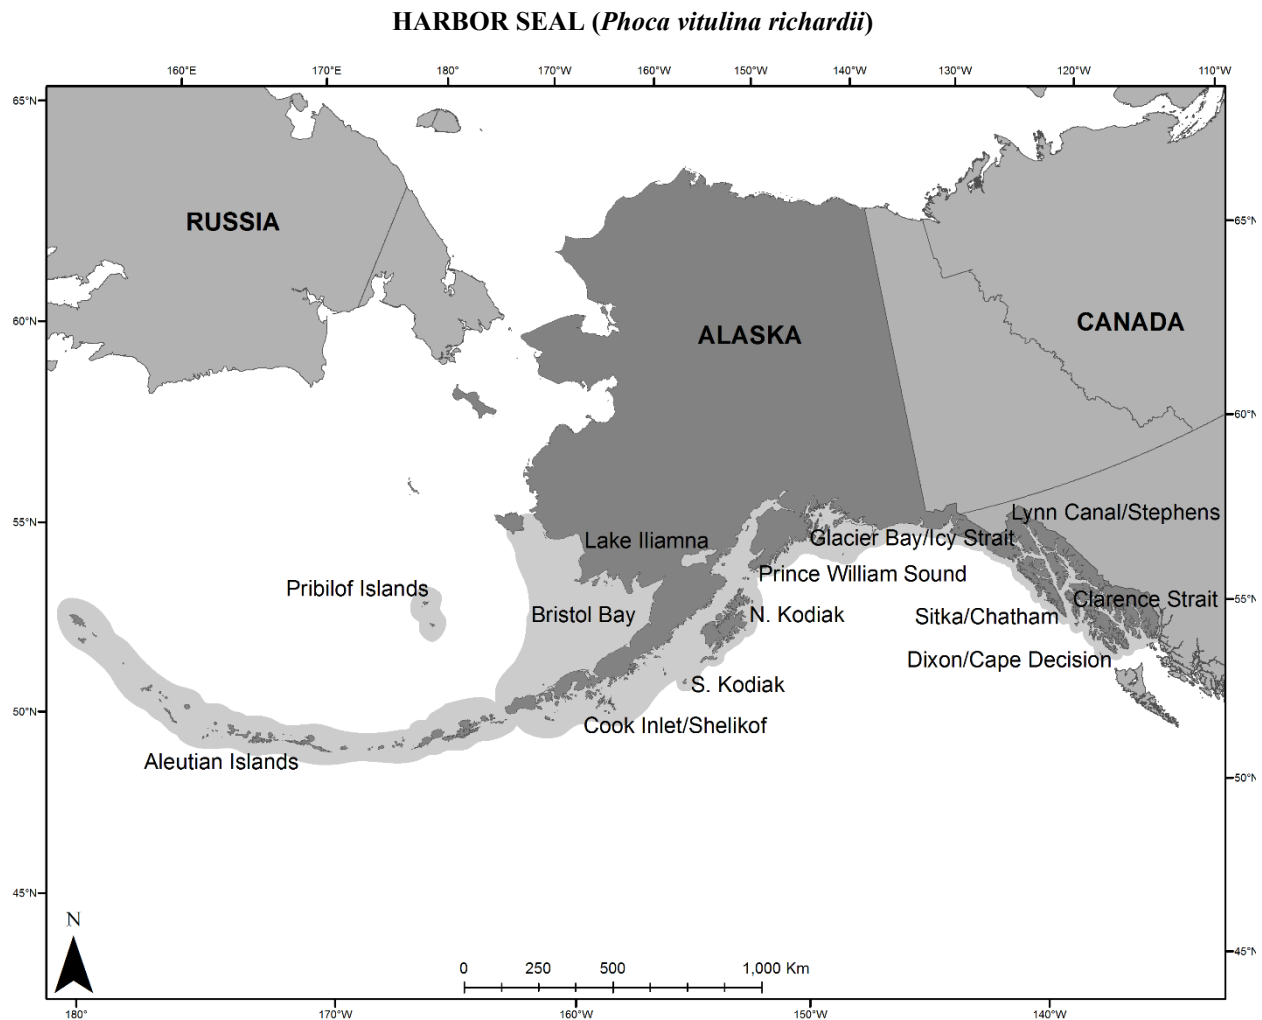 HARBOR SEAL (Phoca vitulina richardii)
160°E 170°E 180° 170°W 160°W 150°W 140°W 130°W 120°W 110°W
65°N
RUSSIA
65°N
60°N
ALASKA
CANADA
60°N
55°N
Lynn Canal/Stephens
Glacier Bay/Icy Strait
Lake Iliamna
Prince William Sound
Pribilof Islands
55°N
Clarence Strait
Bristol Bay
N. Kodiak
Sitka/Chatham
Dixon/Cape Decision
S. Kodiak
50°N
Cook Inlet/Shelikof
Aleutian Islands
50°N
45°N
N
45°N
0 250 500 1,000 Km
180° 170°W 160°W 150°W 140°W